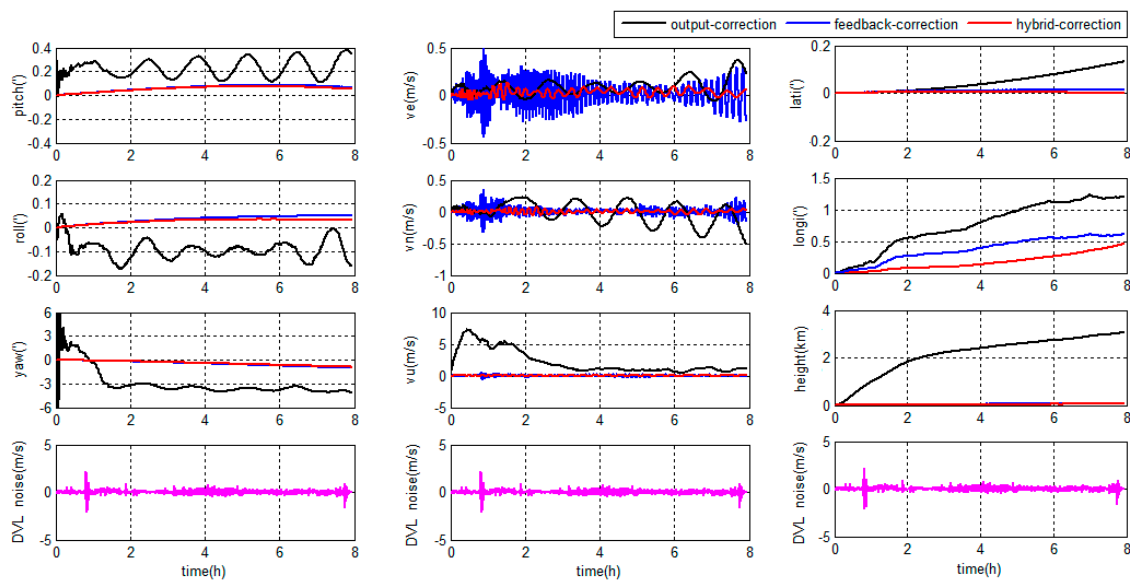 output-correction feedback-correction hybrid-correction
0.4
0.2
0
-0.2
-0.4
pitch(')
0 2 4 6 8
0.5
0
-0.5
ve(m/s)
0 2 4 6 8
0.2
0
0.2
lati(')
0 2 4 6 8
0.2
0.1
0
-0.1
-0.2
roll(')
0 2 4 6 8
0.5
0
-0.5
-1
vn(m/s)
0 2 4 6 8
1.5
1
0.5
0
longi(')
0 2 4 6 8
6
3
0
-3
-6
yaw(')
0 2 4 6 8
10
5
0
-5
vu(m/s)
0 2 4 6 8
4
2
0
height(km)
0 2 4 6 8
5
0
-5
DVL noise(m/s)
0 2 4 6 8
time(h)
5
0
-5
DVL noise(m/s)
0 2 4 6 8
time(h)
5
0
-5
DVL noise(m/s)
0 2 4 6 8
time(h)